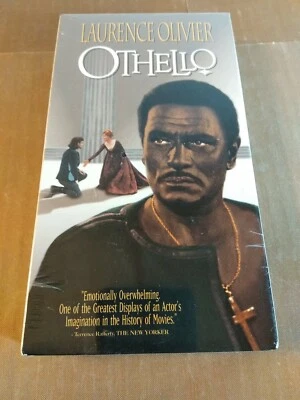 LAURENCE OLIVIER
OTHELLO
"Emotionally Overwhelming.
One of the Greatest Displays of an Actor's
Imagination in the History of Movies."
- Terrence Rafferty, THE NEW YORKER